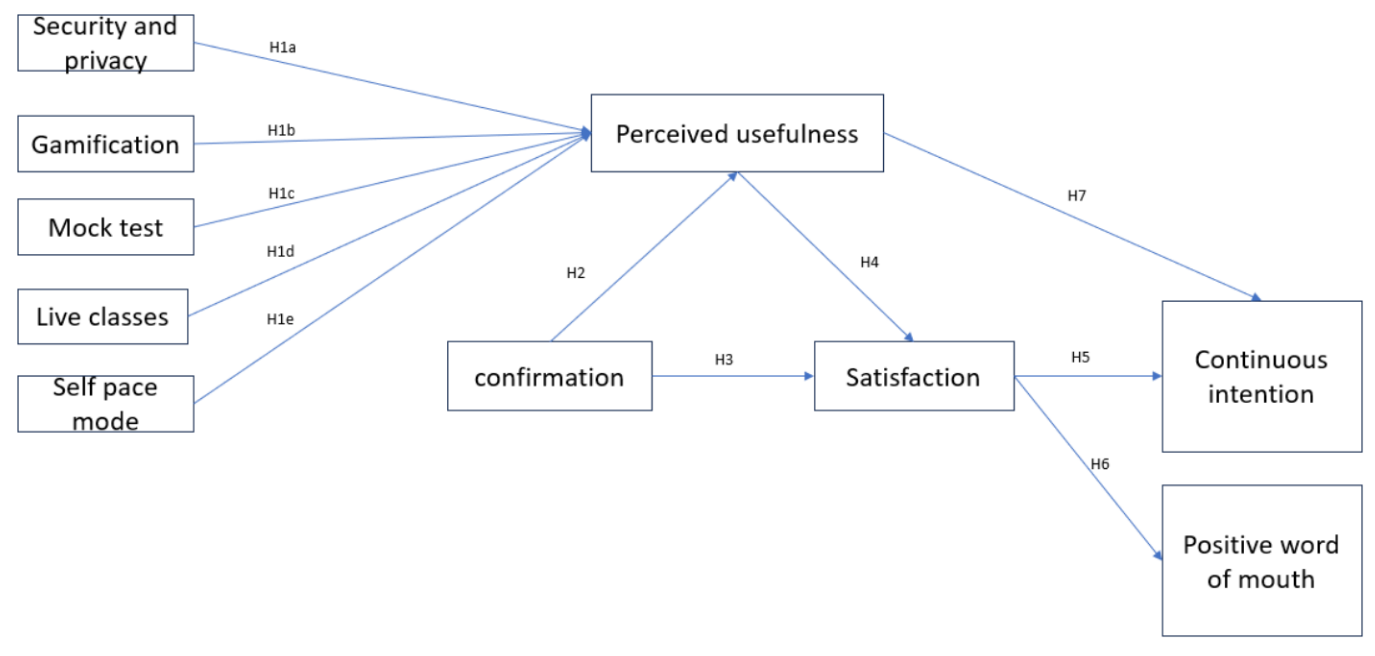 Security and
privacy
H1a
Gamification
H1b
Mock test
H1c
Live classes
H1d
Self pace
mode
H1e
Perceived usefulness
H7
H2
H4
confirmation
H3
Satisfaction
H5
Continuous
intention
H6
Positive word
of mouth